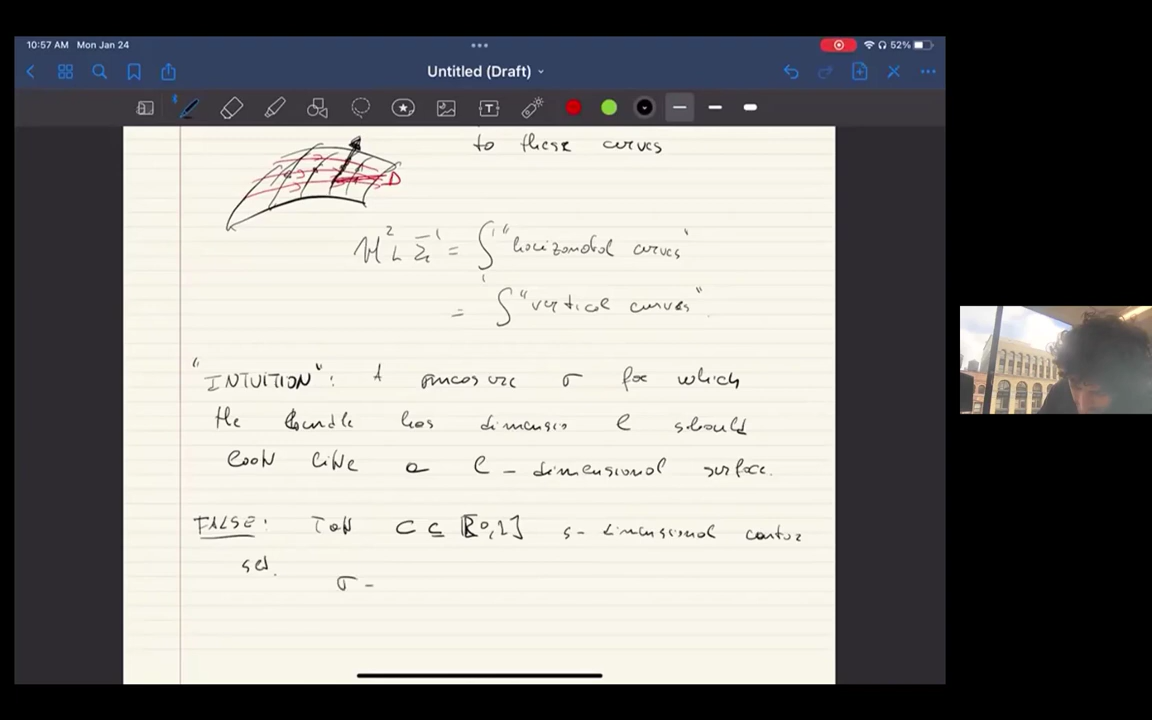 10:57 AM Mon Jan 24
52%
Untitled (Draft)
to these curves
D
H² L Σ¹ = ∫ "horizontal curves"
= ∫ "vertical curves".
"INTUITION": A measure σ for which
the bundle has dimensio ℓ should
look like a ℓ - dimensional surface.
FALSE: Take C ⊆ [0,1] s - dimensional cantor
set.
σ =